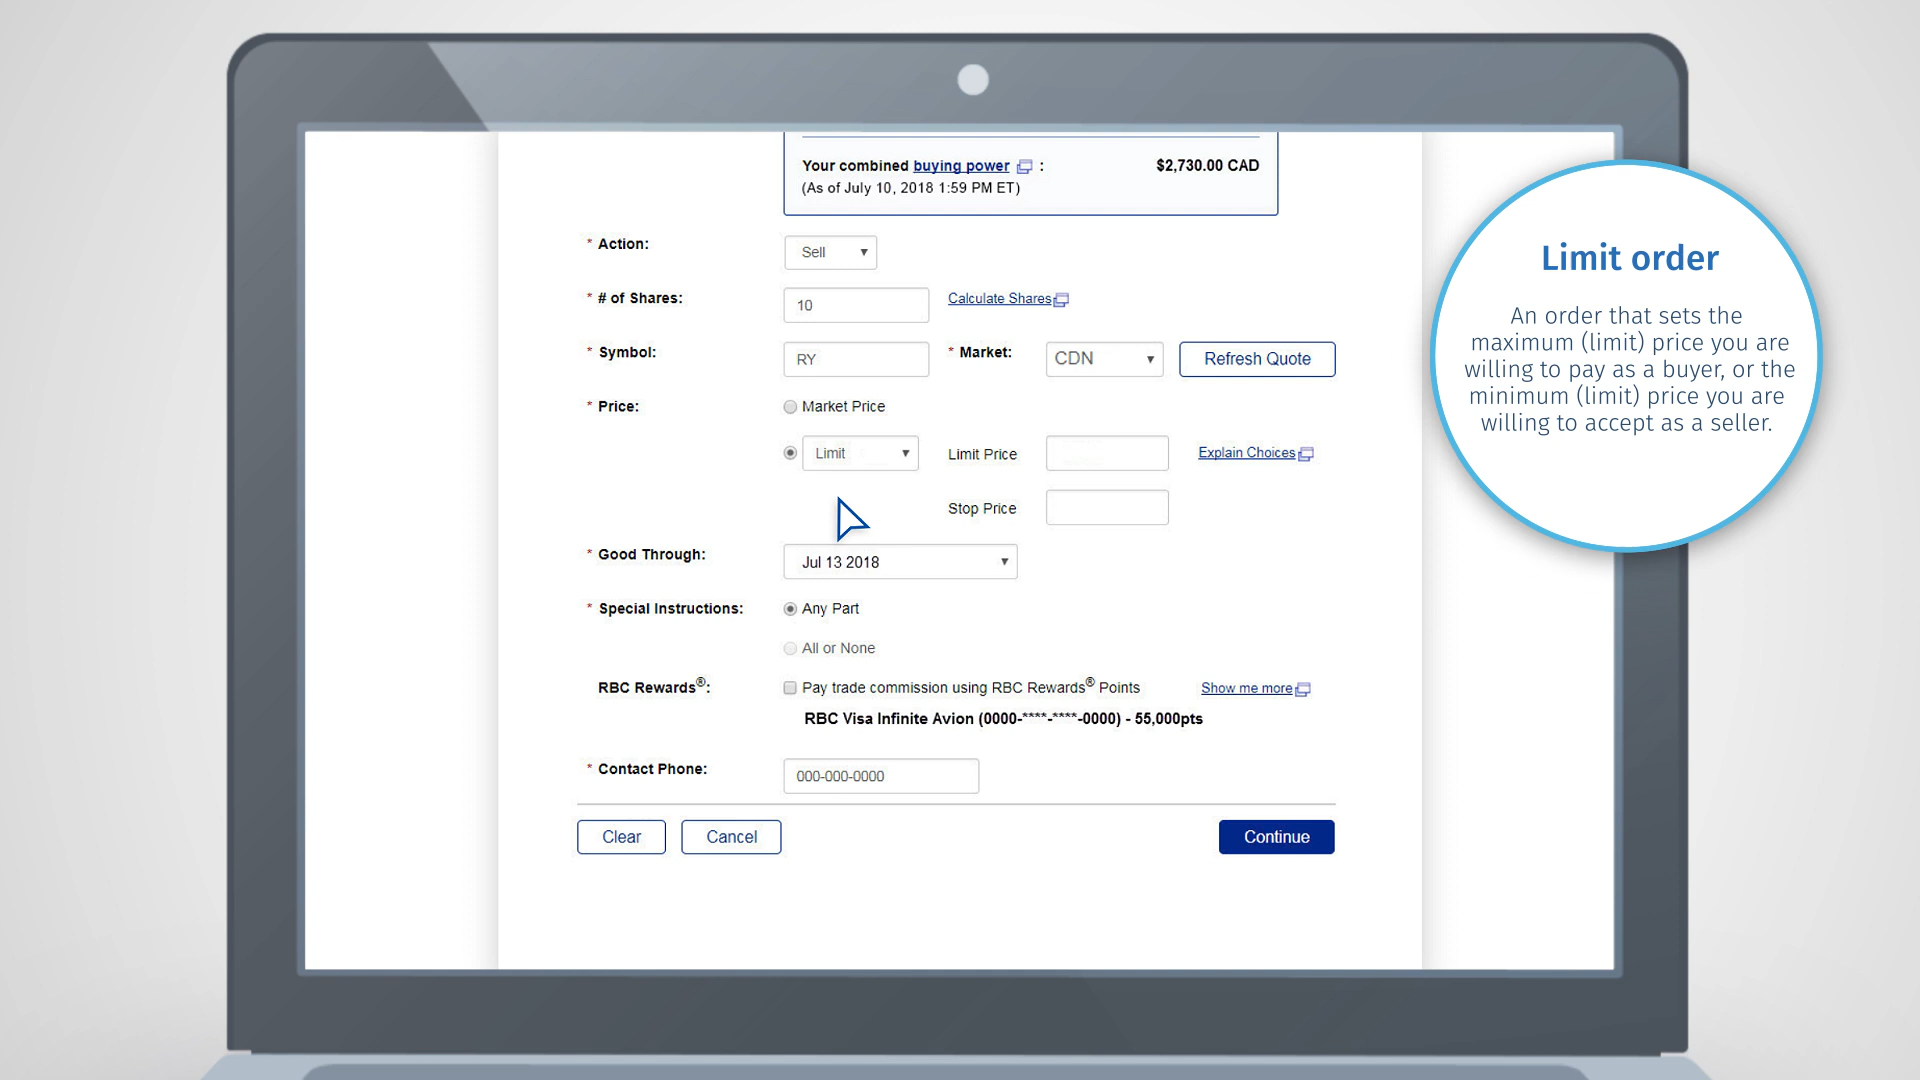 Your combined buying power : $2,730.00 CAD
(As of July 10, 2018 1:59 PM ET)
* Action: Sell
* # of Shares: 10 Calculate Shares
* Symbol: RY * Market: CDN Refresh Quote
* Price: Market Price
Limit Limit Price Explain Choices
Stop Price
* Good Through: Jul 13 2018
* Special Instructions: Any Part
All or None
RBC Rewards®: Pay trade commission using RBC Rewards® Points Show me more
RBC Visa Infinite Avion (0000-****-****-0000) - 55,000pts
* Contact Phone: 000-000-0000
Clear Cancel Continue
Limit order
An order that sets the
maximum (limit) price you are
willing to pay as a buyer, or the
minimum (limit) price you are
willing to accept as a seller.